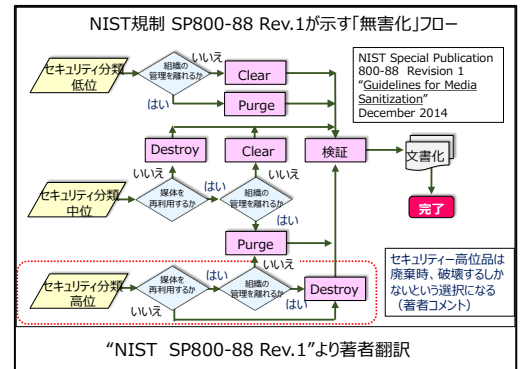 NIST規制 SP800-88 Rev.1が示す「無害化」フロー
セキュリティ分類
低位
組織の
管理を離れるか
いいえ
はい
Clear
Purge
NIST Special Publication
800-88 Revision 1
“Guidelines for Media
Sanitization”
December 2014
Destroy
Clear
検証
文書化
完了
いいえ
いいえ
セキュリティ分類
中位
媒体を
再利用するか
はい
組織の
管理を離れるか
はい
Purge
いいえ
セキュリティ分類
高位
媒体を
再利用するか
はい
組織の
管理を離れるか
はい
Destroy
いいえ
セキュリティー高位品は
廃棄時、破壊するしか
ないという選択になる
（著者コメント）
“NIST SP800-88 Rev.1”より著者翻訳